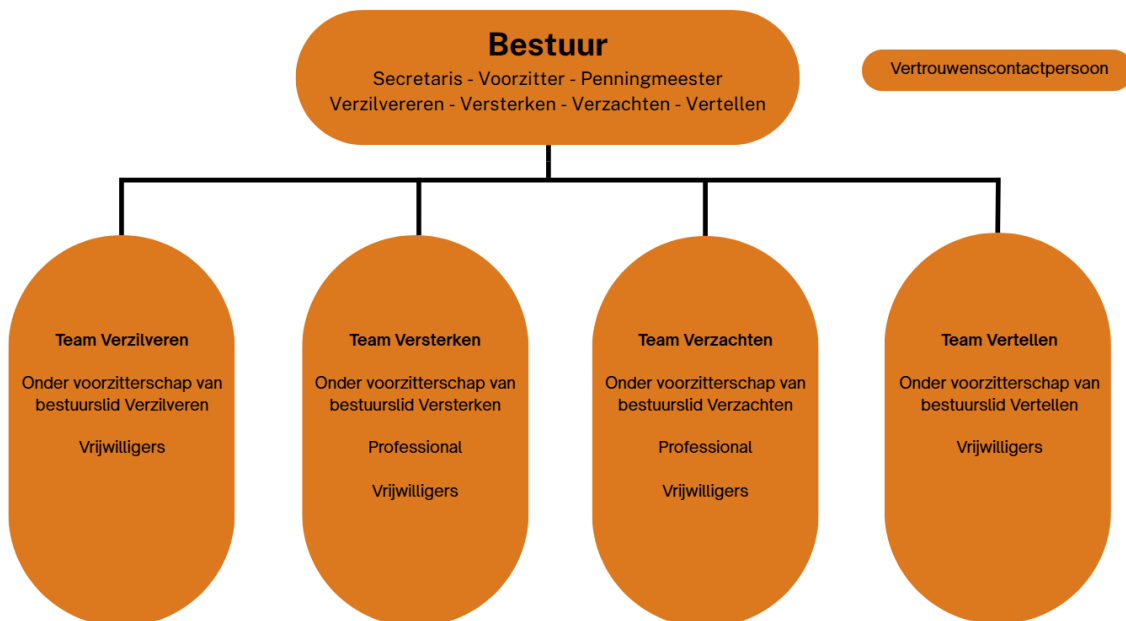 Bestuur
Secretaris - Voorzitter - Penningmeester
Verzilvereren - Versterken - Verzachten - Vertellen
Vertrouwenscontactpersoon
Team Verzilveren
Onder voorzitterschap van
bestuurslid Verzilveren
Vrijwilligers
Team Versterken
Onder voorzitterschap van
bestuurslid Versterken
Professional
Vrijwilligers
Team Verzachten
Onder voorzitterschap van
bestuurslid Verzachten
Professional
Vrijwilligers
Team Vertellen
Onder voorzitterschap van
bestuurslid Vertellen
Vrijwilligers